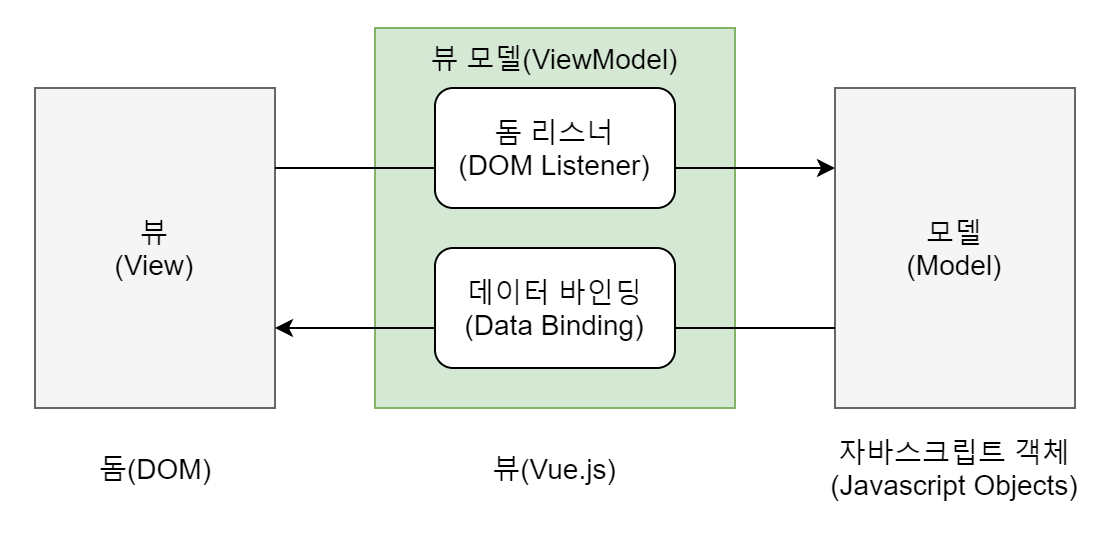 뷰 모델(ViewModel)
돔 리스너
(DOM Listener)
뷰
(View)
모델
(Model)
데이터 바인딩
(Data Binding)
돔(DOM)
뷰(Vue.js)
자바스크립트 객체
(Javascript Objects)